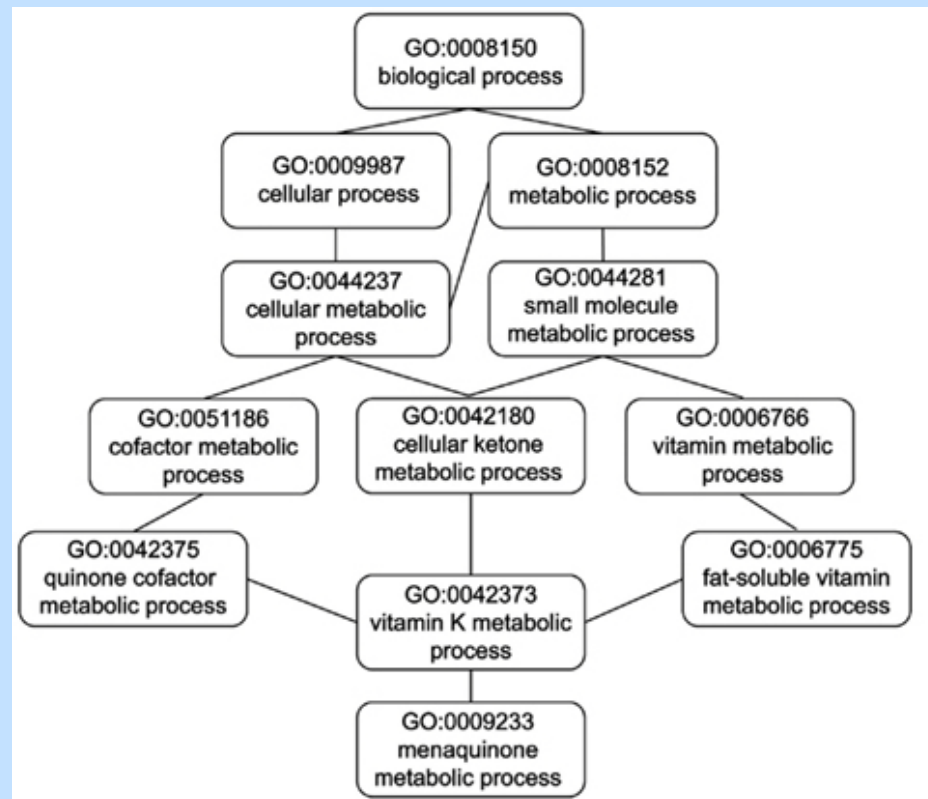 GO:0008150
biological process
GO:0009987
cellular process
GO:0008152
metabolic process
GO:0044237
cellular metabolic
process
GO:0044281
small molecule
metabolic process
GO:0051186
cofactor metabolic
process
GO:0042180
cellular ketone
metabolic process
GO:0006766
vitamin metabolic
process
GO:0042375
quinone cofactor
metabolic process
GO:0042373
vitamin K metabolic
process
GO:0006775
fat-soluble vitamin
metabolic process
GO:0009233
menaquinone
metabolic process